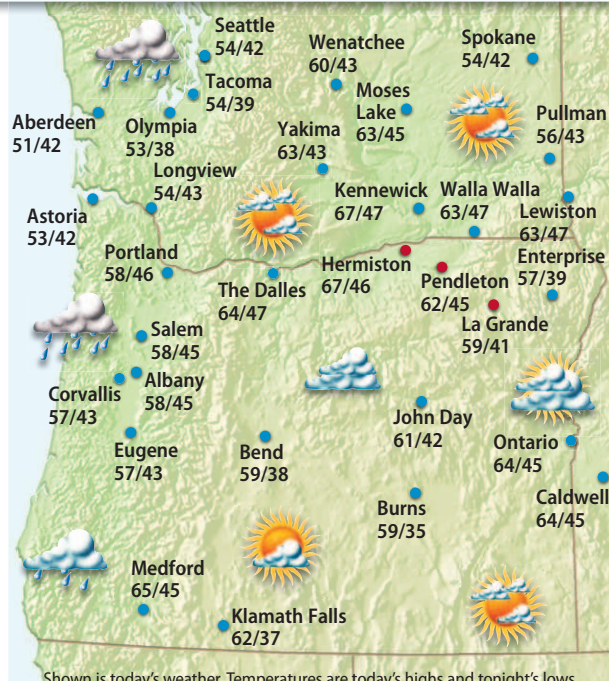 Seattle
54/42
Wenatchee
60/43
Spokane
54/42
Tacoma
54/39
Moses
Lake
63/45
Pullman
56/43
Aberdeen
51/42
Olympia
53/38
Yakima
63/43
Longview
54/43
Kennewick
67/47
Walla Walla
63/47
Lewiston
63/47
Astoria
53/42
Portland
58/46
The Dalles
64/47
Hermiston
67/46
Pendleton
62/45
Enterprise
57/39
La Grande
59/41
Salem
58/45
Albany
58/45
Corvallis
57/43
John Day
61/42
Eugene
57/43
Bend
59/38
Ontario
64/45
Caldwell
64/45
Burns
59/35
Medford
65/45
Klamath Falls
62/37
Shown is today's weather. Temperatures are today's highs and tonight's lows.